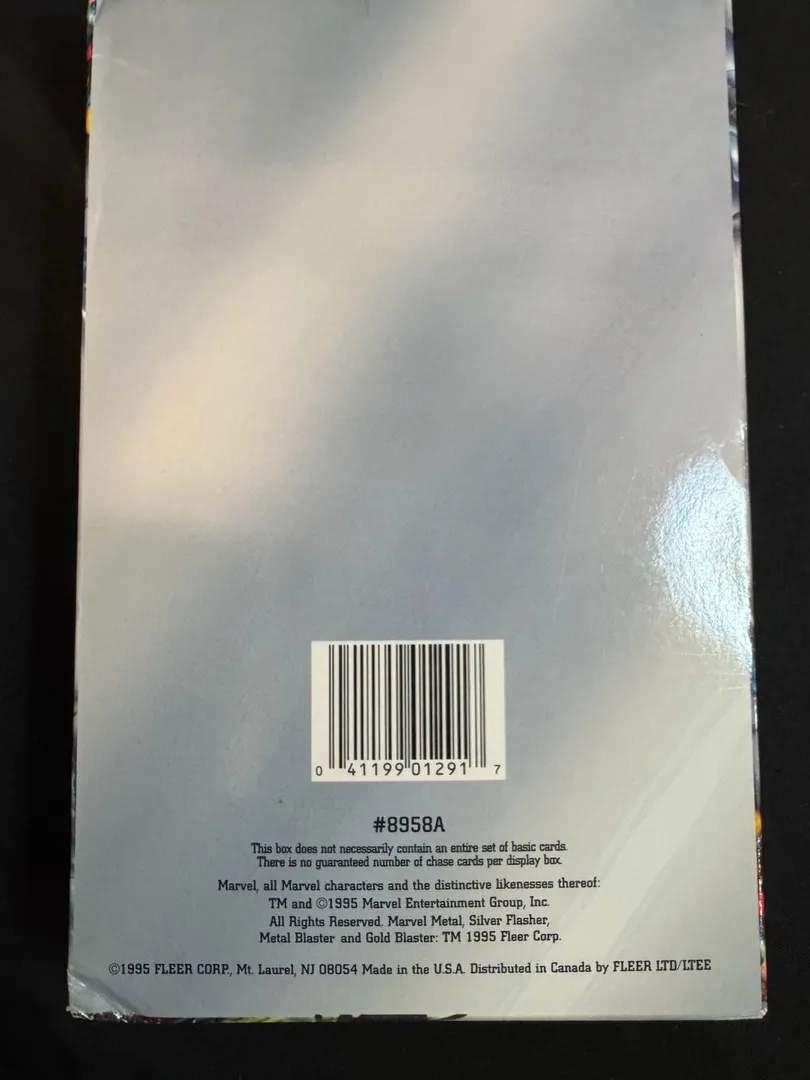 0 41199 01291 7
#8958A
This box does not necessarily contain an entire set of basic cards.
There is no guaranteed number of chase cards per display box.
Marvel, all Marvel characters and the distinctive likenesses thereof:
TM and ©1995 Marvel Entertainment Group, Inc.
All Rights Reserved. Marvel Metal, Silver Flasher,
Metal Blaster and Gold Blaster: TM 1995 Fleer Corp.
©1995 FLEER CORP., Mt. Laurel, NJ 08054 Made in the U.S.A. Distributed in Canada by FLEER LTD/LTEE